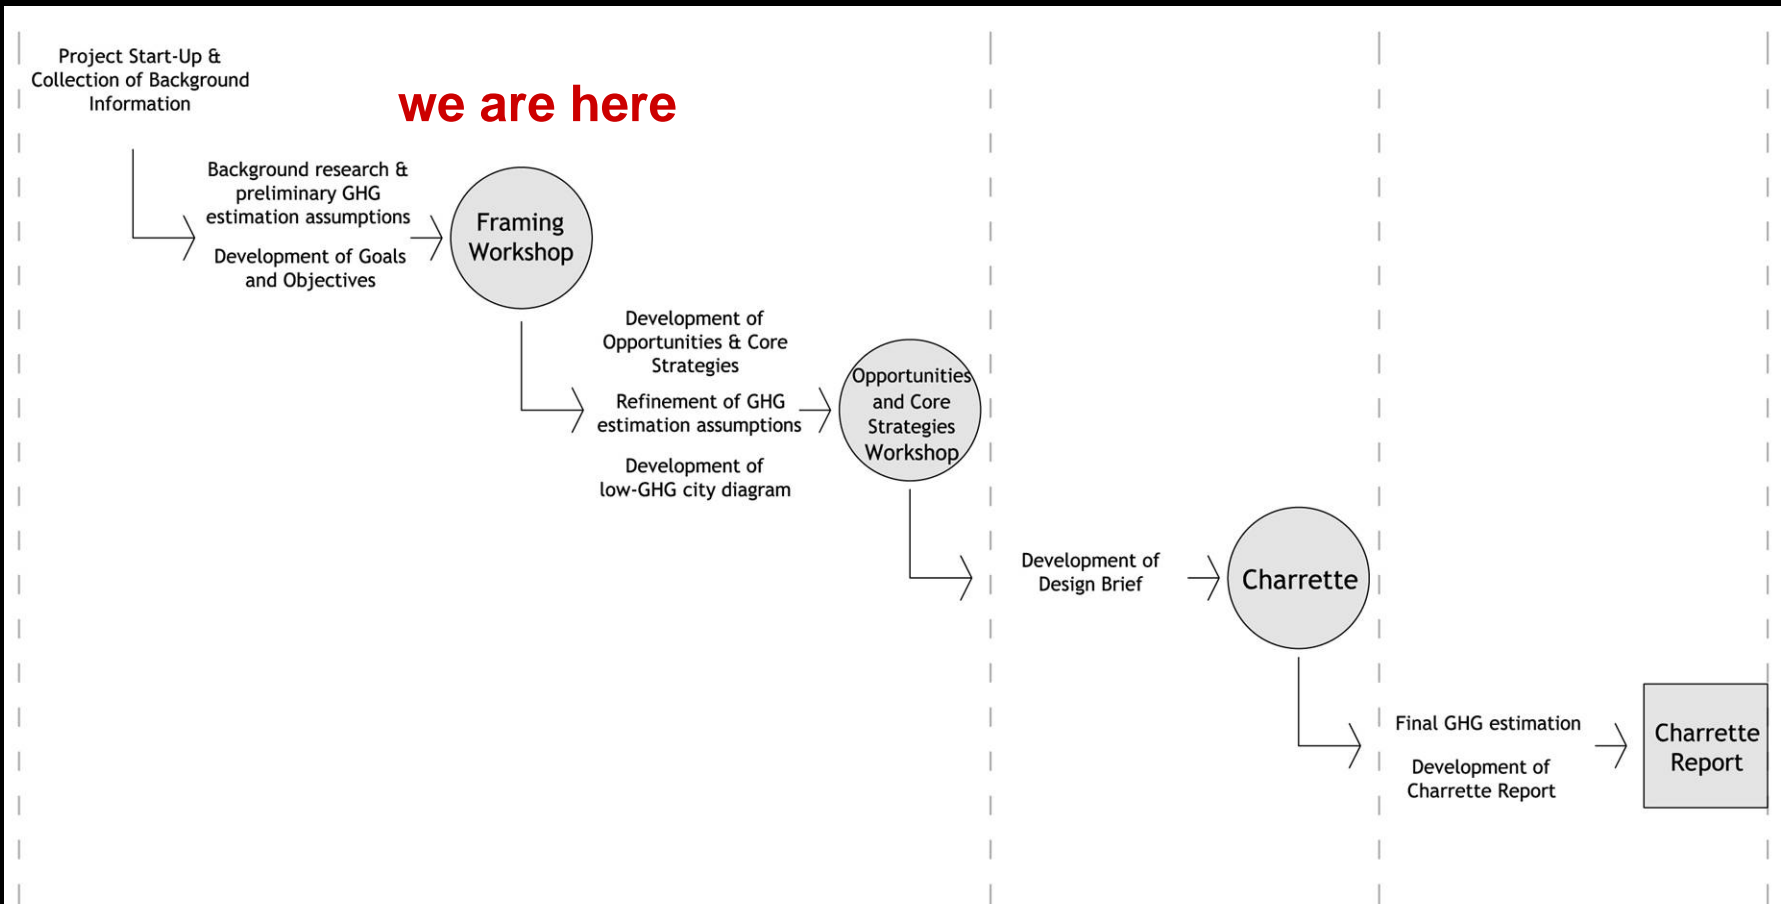 Project Start-Up &
Collection of Background
Information
we are here
Background research &
preliminary GHG
estimation assumptions
Development of Goals
and Objectives
Framing
Workshop
Development of
Opportunities & Core
Strategies
Refinement of GHG
estimation assumptions
Development of
low-GHG city diagram
Opportunities
and Core
Strategies
Workshop
Development of
Design Brief
Charrette
Final GHG estimation
Development of
Charrette Report
Charrette
Report